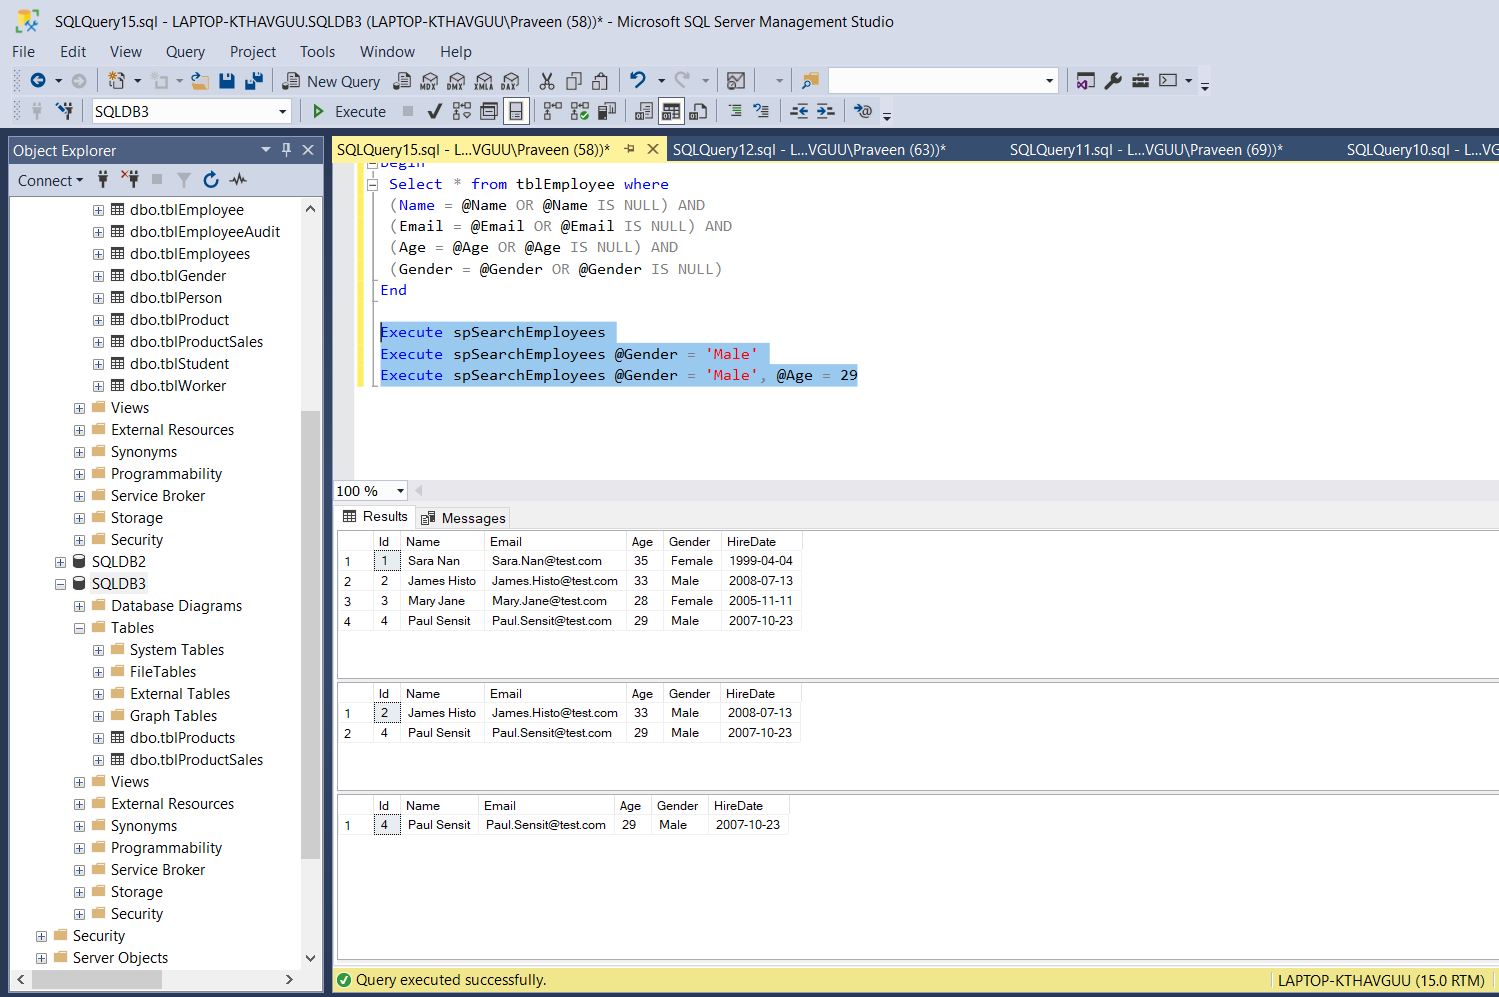 SQLQuery15.sql - LAPTOP-KTHAVGUU.SQLDB3 (LAPTOP-KTHAVGUU\Praveen (58))* - Microsoft SQL Server Management Studio
File Edit View Query Project Tools Window Help
New Query MDX DMX XMLA DAX
SQLDB3 Execute
Object Explorer
Connect
dbo.tblEmployee
dbo.tblEmployeeAudit
dbo.tblEmployees
dbo.tblGender
dbo.tblPerson
dbo.tblProduct
dbo.tblProductSales
dbo.tblStudent
dbo.tblWorker
Views
External Resources
Synonyms
Programmability
Service Broker
Storage
Security
SQLDB2
SQLDB3
Database Diagrams
Tables
System Tables
FileTables
External Tables
Graph Tables
dbo.tblProducts
dbo.tblProductSales
Views
External Resources
Synonyms
Programmability
Service Broker
Storage
Security
Security
Server Objects
SQLQuery15.sql - L...VGUU\Praveen (58))* SQLQuery12.sql - L...VGUU\Praveen (63))* SQLQuery11.sql - L...VGUU\Praveen (69))* SQLQuery10.sql - L...VG
Begin
Select * from tblEmployee where
(Name = @Name OR @Name IS NULL) AND
(Email = @Email OR @Email IS NULL) AND
(Age = @Age OR @Age IS NULL) AND
(Gender = @Gender OR @Gender IS NULL)
End
Execute spSearchEmployees
Execute spSearchEmployees @Gender = 'Male'
Execute spSearchEmployees @Gender = 'Male', @Age = 29
100 %
Results Messages
Id Name Email Age Gender HireDate
1 1 Sara Nan Sara.Nan@test.com 35 Female 1999-04-04
2 2 James Histo James.Histo@test.com 33 Male 2008-07-13
3 3 Mary Jane Mary.Jane@test.com 28 Female 2005-11-11
4 4 Paul Sensit Paul.Sensit@test.com 29 Male 2007-10-23
Id Name Email Age Gender HireDate
1 2 James Histo James.Histo@test.com 33 Male 2008-07-13
2 4 Paul Sensit Paul.Sensit@test.com 29 Male 2007-10-23
Id Name Email Age Gender HireDate
1 4 Paul Sensit Paul.Sensit@test.com 29 Male 2007-10-23
Query executed successfully. LAPTOP-KTHAVGUU (15.0 RTM)